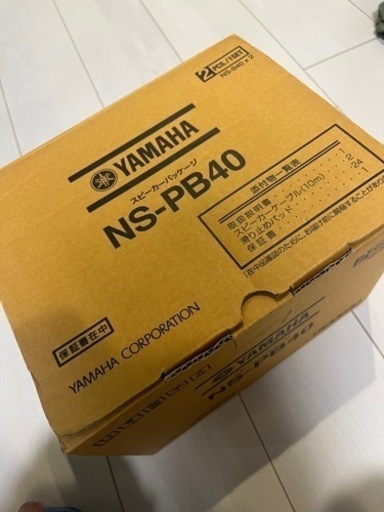 2 PCS./1SET
NS-B40×2
YAMAHA
スピーカーパッケージ
NS-PB40
添付物一覧表
取扱説明書・・・・・・1
スピーカーケーブル(10m)・・2
滑り止めパッド・・・・・24
保証書・・・・・・・1
保証書在中
YAMAHA CORPORATION
YAMAHA
NS-PB40